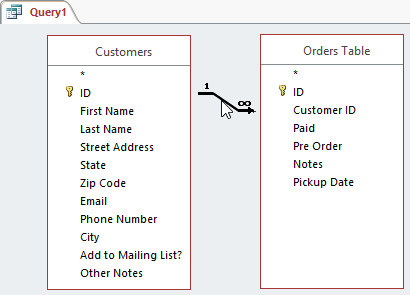 Query1
Customers
*
ID
First Name
Last Name
Street Address
State
Zip Code
Email
Phone Number
City
Add to Mailing List?
Other Notes
1
∞
Orders Table
*
ID
Customer ID
Paid
Pre Order
Notes
Pickup Date